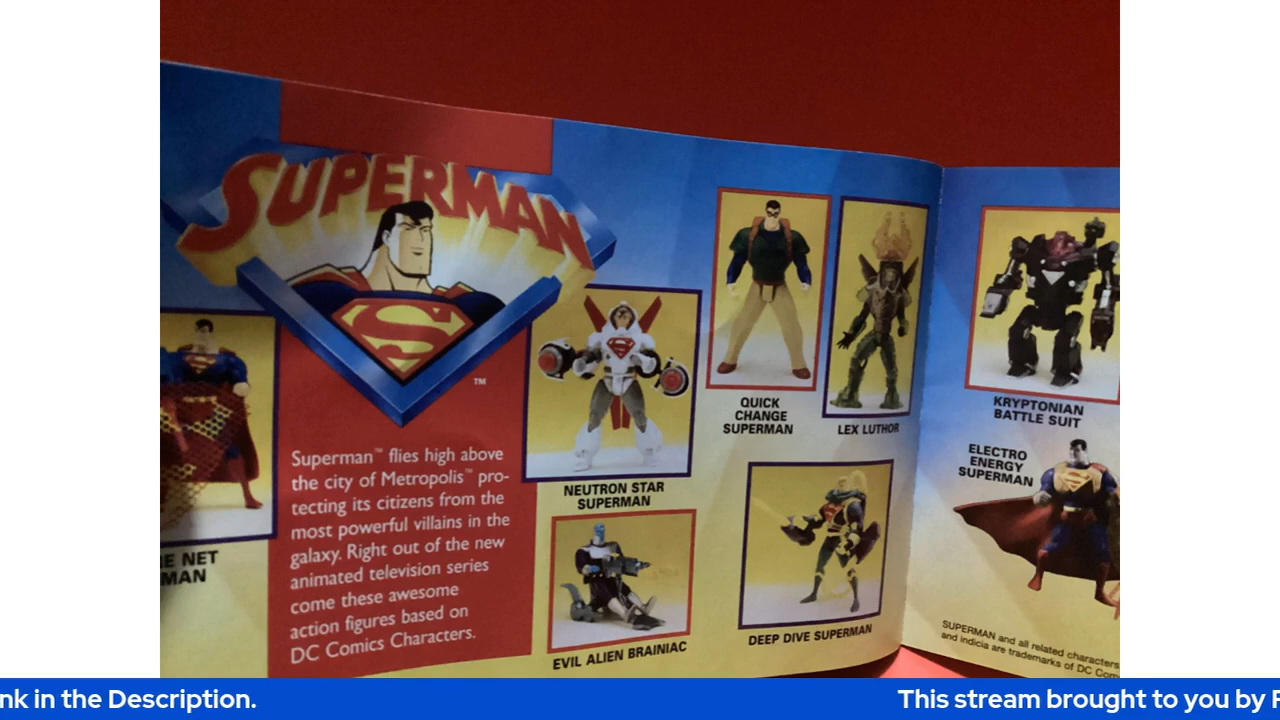 SUPERMAN
TM
Superman™ flies high above
the city of Metropolis™ pro-
tecting its citizens from the
most powerful villains in the
galaxy. Right out of the new
animated television series
come these awesome
action figures based on
DC Comics Characters.
NET
MAN
NEUTRON STAR
SUPERMAN
EVIL ALIEN BRAINIAC
QUICK
CHANGE
SUPERMAN
LEX LUTHOR
DEEP DIVE SUPERMAN
KRYPTONIAN
BATTLE SUIT
ELECTRO
ENERGY
SUPERMAN
SUPERMAN and all related characters
and indicia are trademarks of DC Com
nk in the Description.
This stream brought to you by